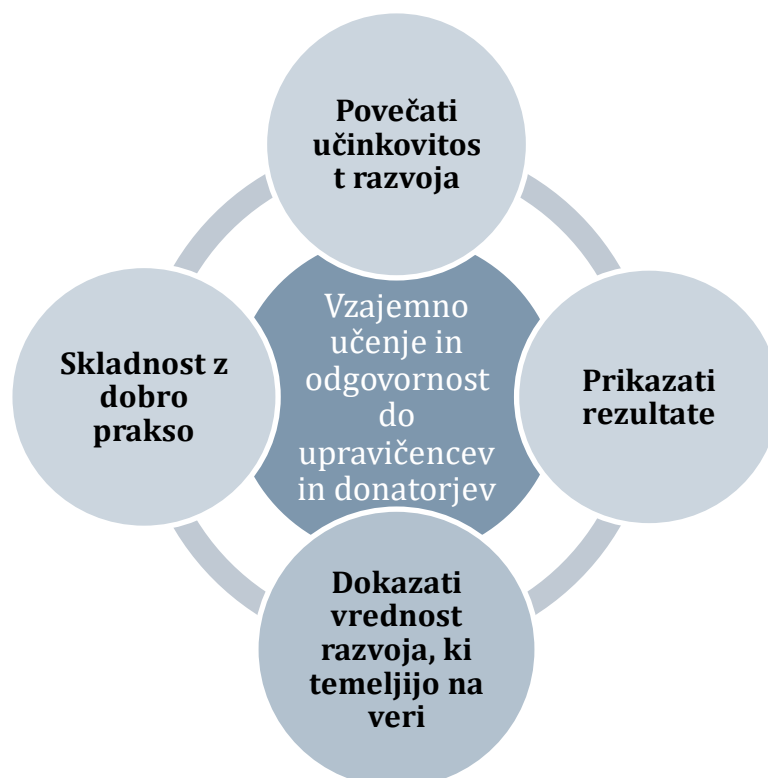 Povečati
učinkovitos
t razvoja
Vzajemno
učenje in
odgovornost
do
upravičencev
in donatorjev
Skladnost z
dobro
prakso
Prikazati
rezultate
Dokazati
vrednost
razvoja, ki
temeljijo na
veri